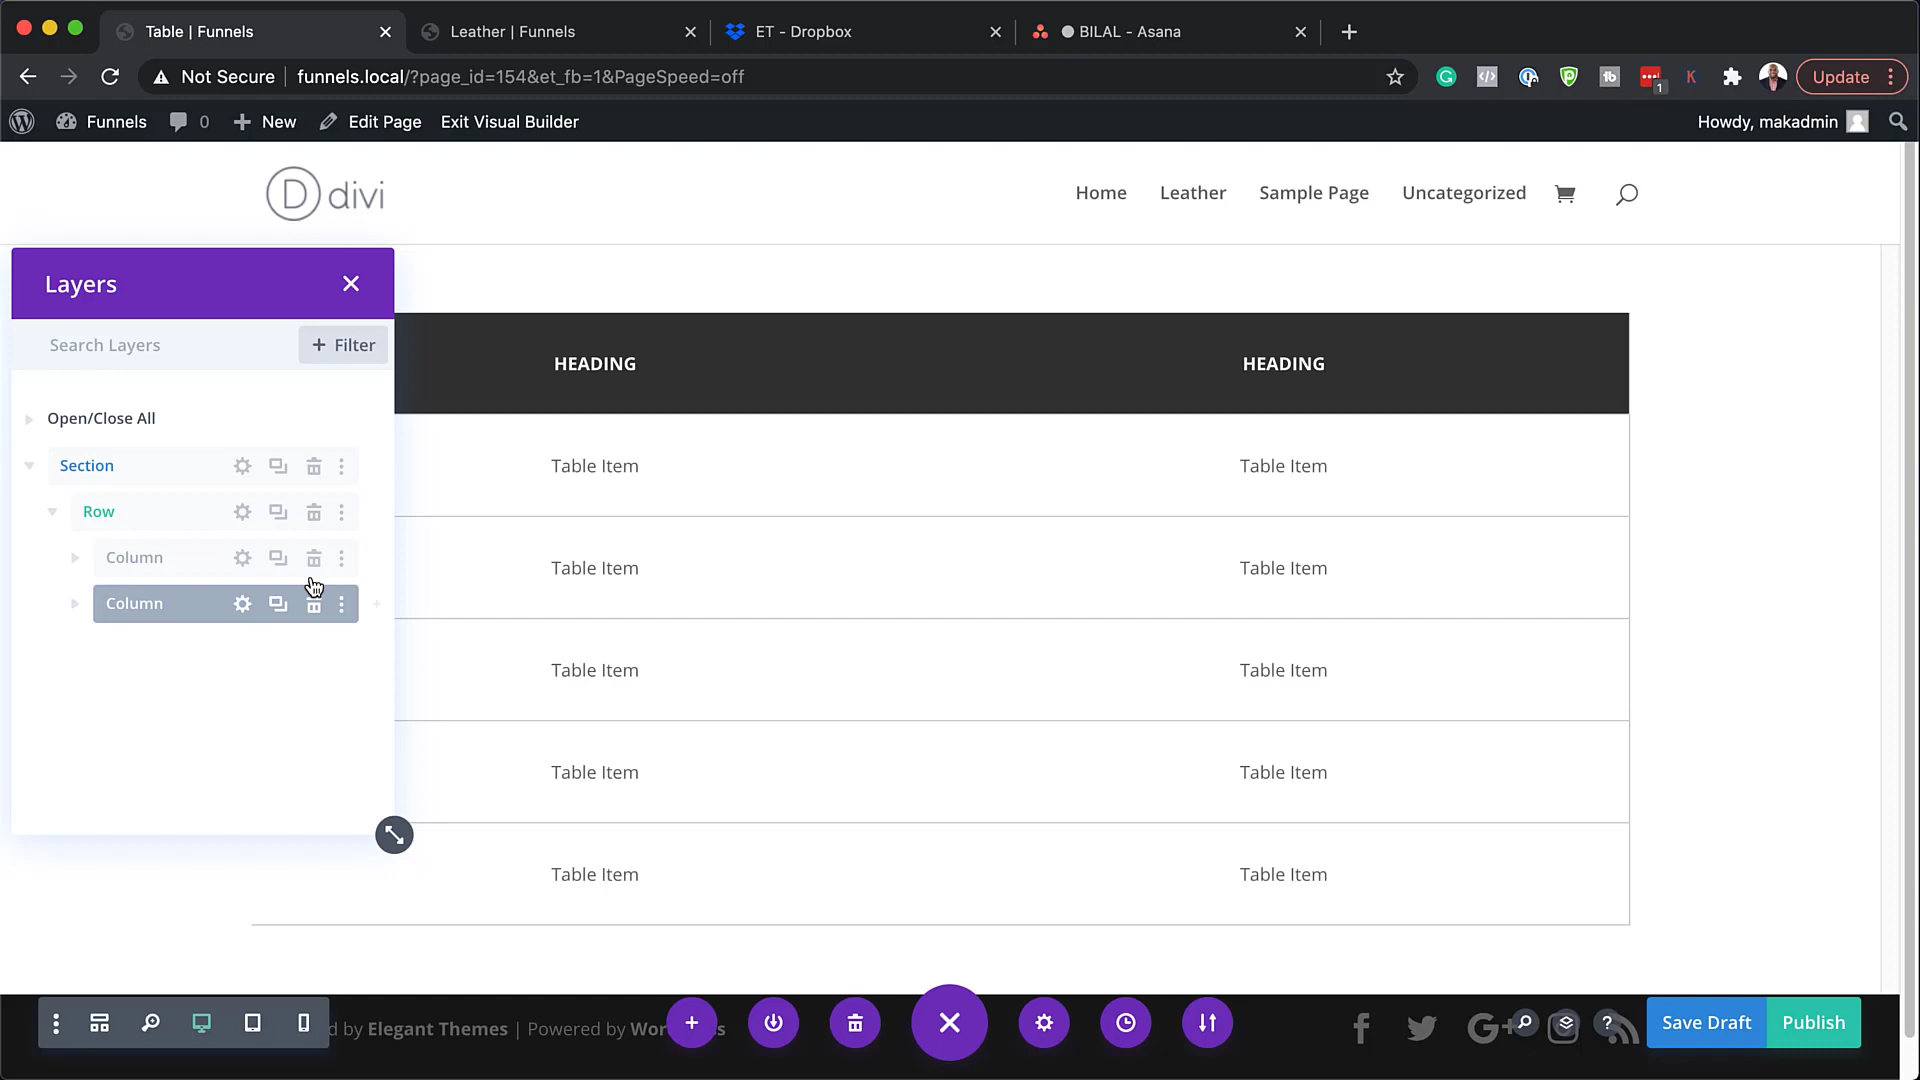 Table | Funnels
Leather | Funnels
ET - Dropbox
BILAL - Asana
Not Secure
funnels.local/?page_id=154&et_fb=1&PageSpeed=off
1
Update
Funnels
0
New
Edit Page
Exit Visual Builder
Howdy, makadmin
D divi
Home
Leather
Sample Page
Uncategorized
Layers
Search Layers
+ Filter
Open/Close All
Section
Row
Column
Column
HEADING
HEADING
Table Item
Table Item
Table Item
Table Item
Table Item
Table Item
Table Item
Table Item
Table Item
Table Item
d by Elegant Themes | Powered by Wor
s
Save Draft
Publish